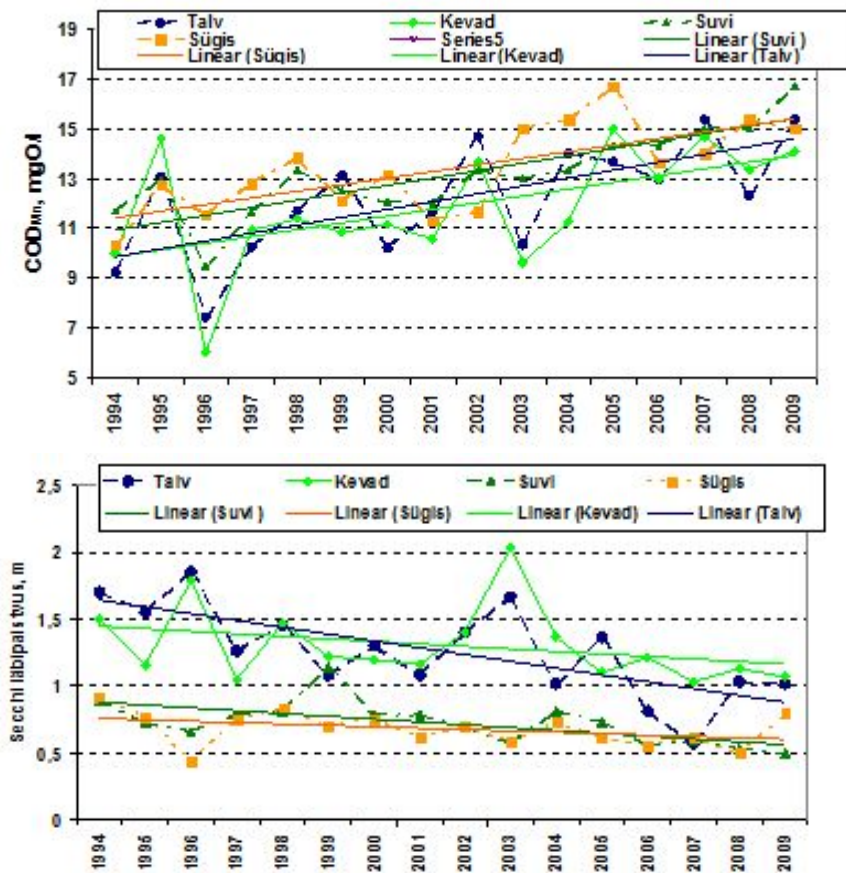 Talv Kevad Suvi
Sügis Series5 Linear (Suvi )
Linear (Sügis) Linear (Kevad) Linear (Talv)
19
17
15
13
11
9
7
5
CODMn, mgO/l
1994 1995 1996 1997 1998 1999 2000 2001 2002 2003 2004 2005 2006 2007 2008 2009
Talv Kevad Suvi Sügis
Linear (Suvi ) Linear (Sügis) Linear (Kevad) Linear (Talv)
2,5
2
1,5
1
0,5
0
Secchi läbipaistvus, m
1994 1995 1996 1997 1998 1999 2000 2001 2002 2003 2004 2005 2006 2007 2008 2009